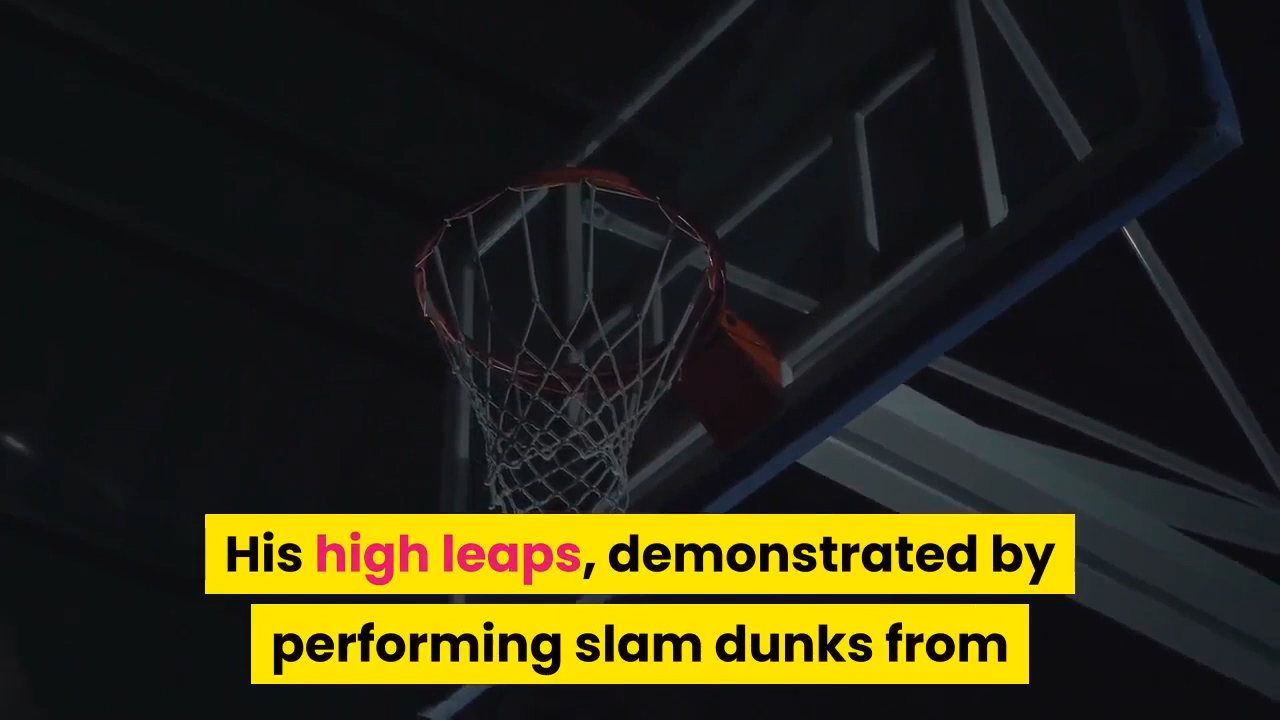 His high leaps, demonstrated by
performing slam dunks from